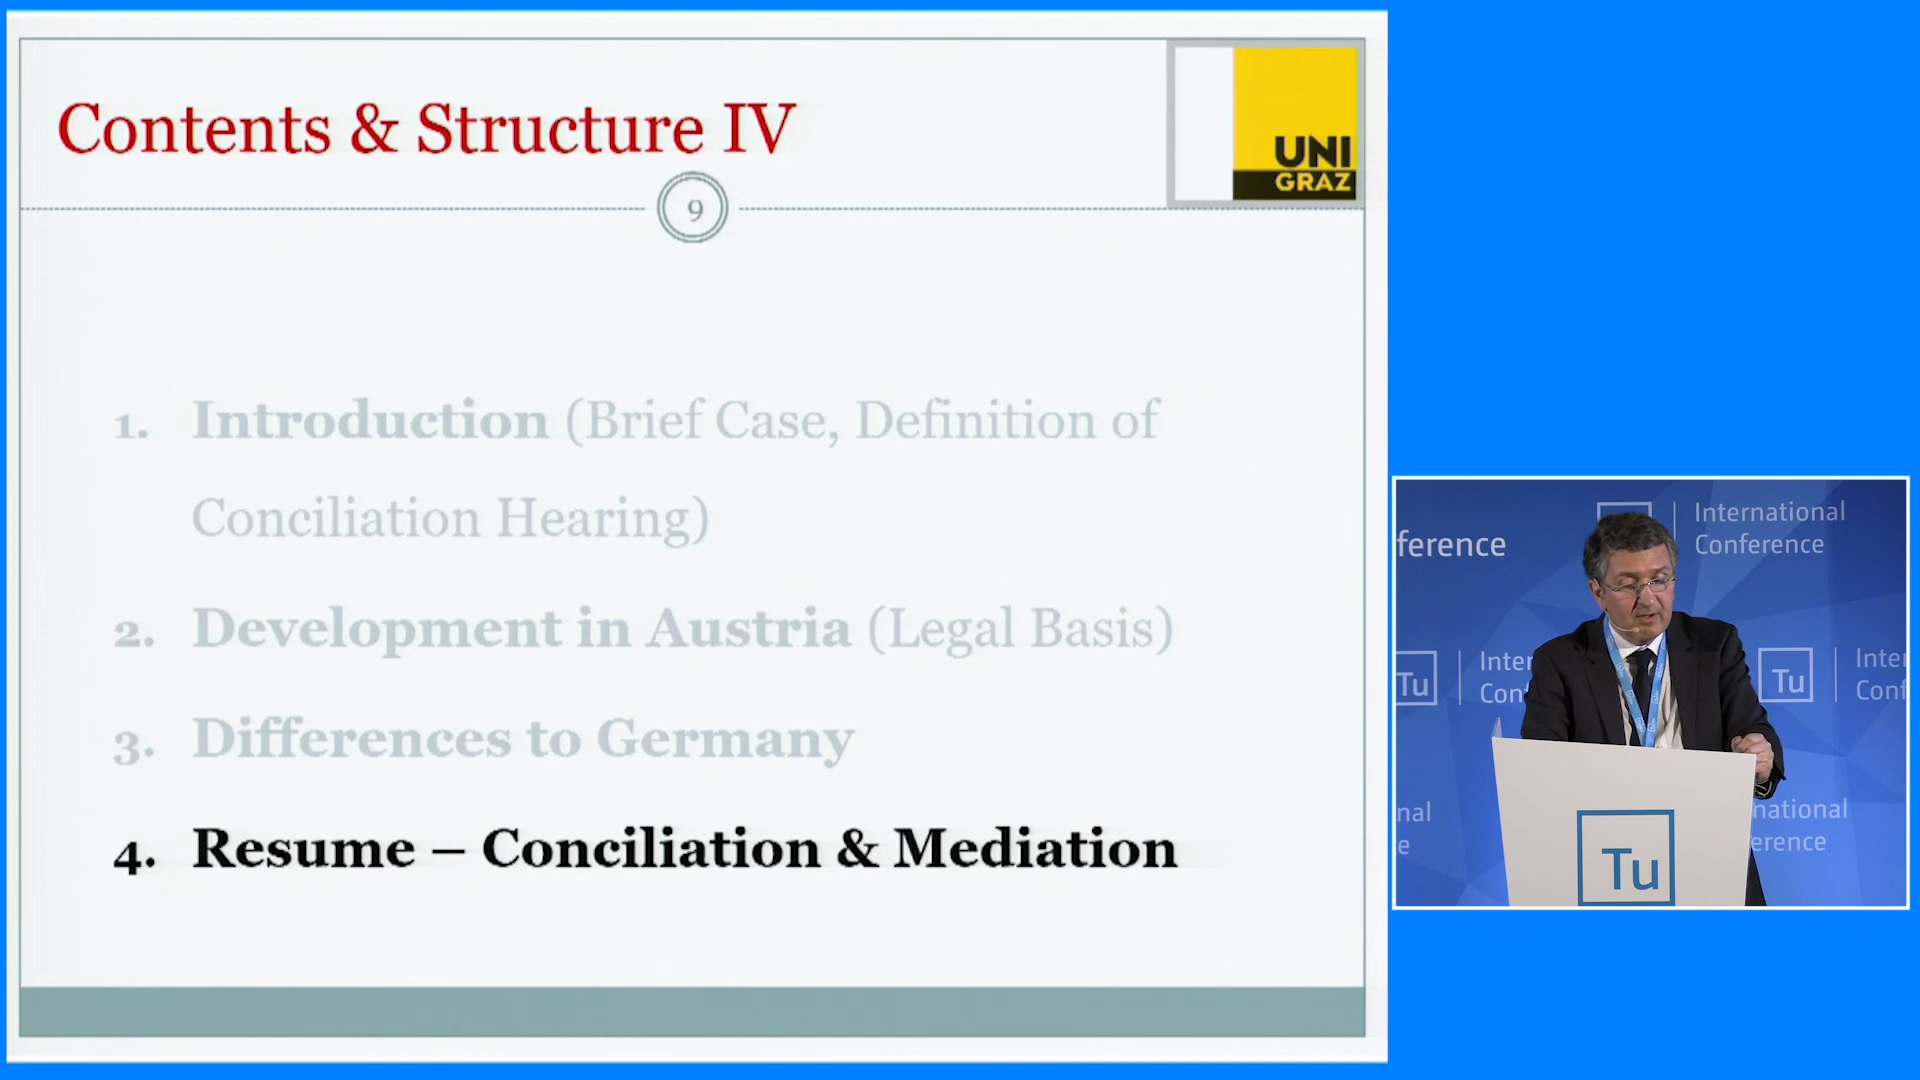 Contents & Structure IV
UNI
GRAZ
9
1. Introduction (Brief Case, Definition of
Conciliation Hearing)
2. Development in Austria (Legal Basis)
3. Differences to Germany
4. Resume – Conciliation & Mediation
International
Conference
ference
Tu
Inter
Conf
Tu
Inter
Conf
nal
e
national
erence
Tu